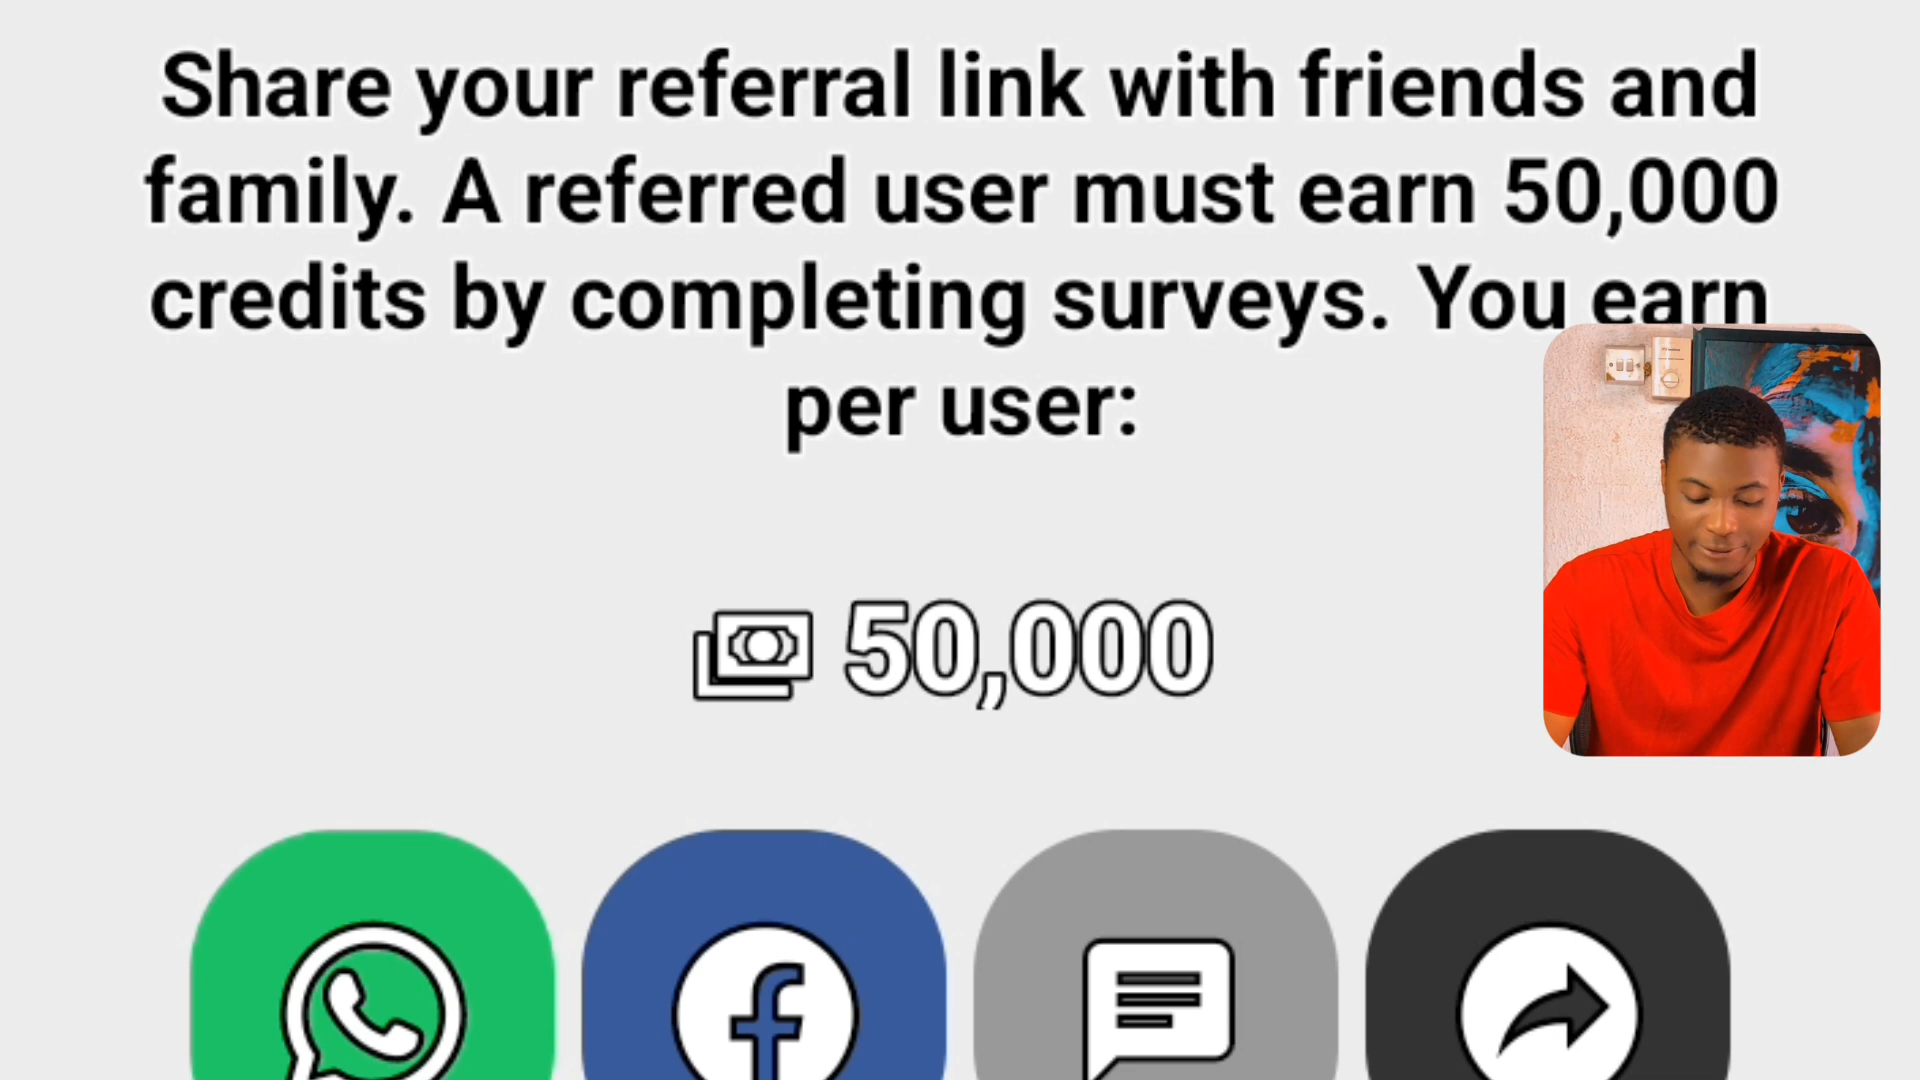 Share your referral link with friends and
family. A referred user must earn 50,000
credits by completing surveys. You earn
per user:
50,000